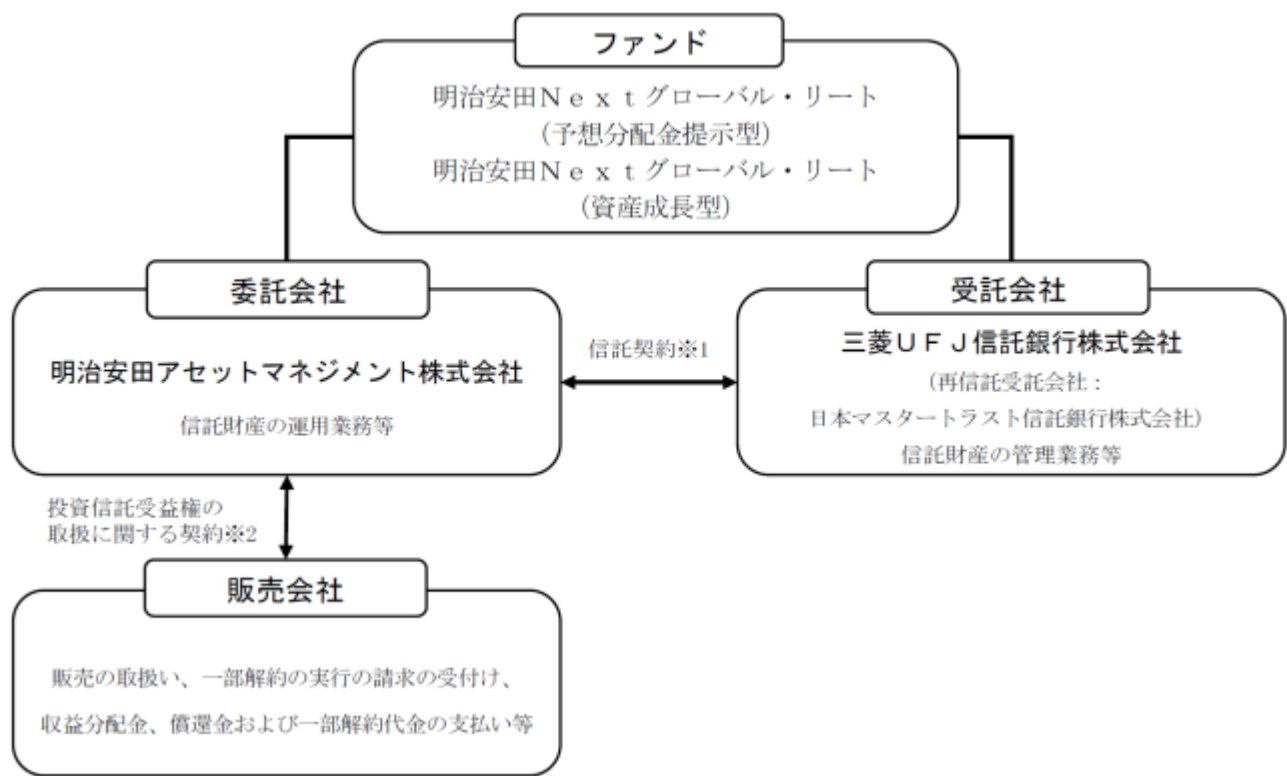 ファンド
明治安田Ｎｅｘｔグローバル・リート
（予想分配金提示型）
明治安田Ｎｅｘｔグローバル・リート
（資産成長型）
委託会社
明治安田アセットマネジメント株式会社
信託財産の運用業務等
信託契約※1
受託会社
三菱ＵＦＪ信託銀行株式会社
（再信託受託会社：
日本マスタートラスト信託銀行株式会社）
信託財産の管理業務等
投資信託受益権の
取扱に関する契約※2
販売会社
販売の取扱い、一部解約の実行の請求の受付け、
収益分配金、償還金および一部解約代金の支払い等